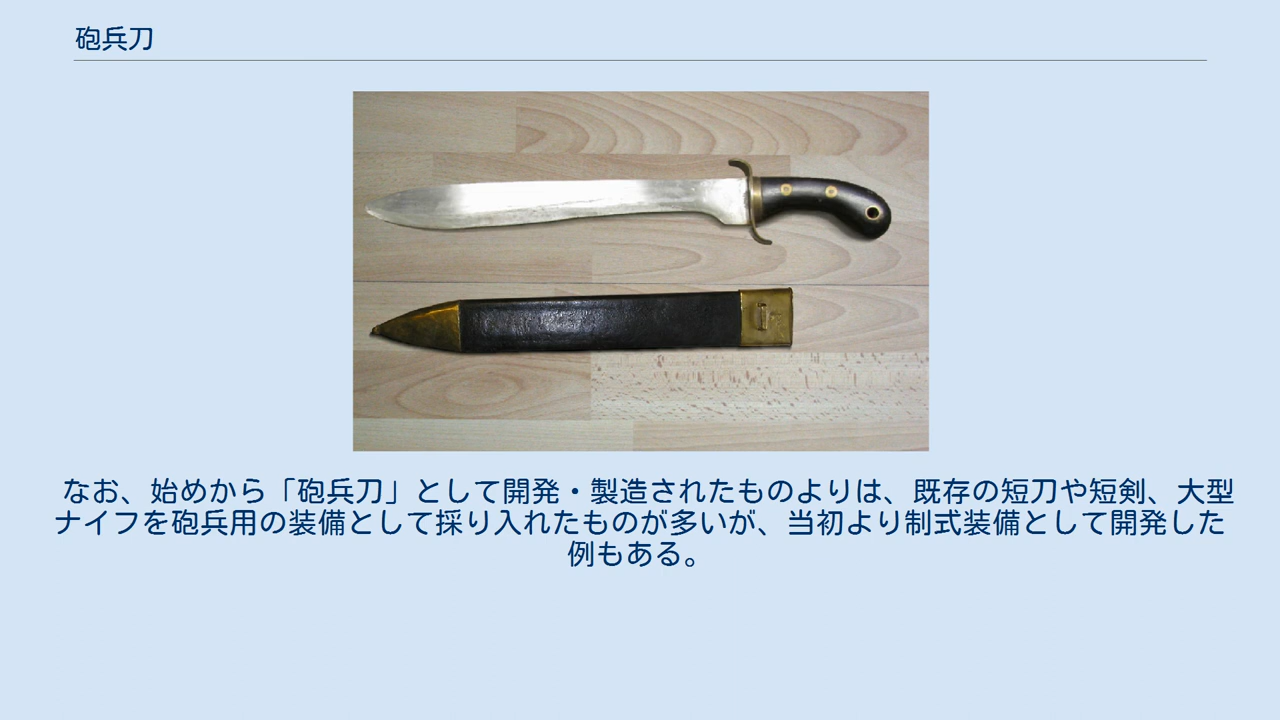 砲兵刀
なお、始めから「砲兵刀」として開発・製造されたものよりは、既存の短刀や短剣、大型
ナイフを砲兵用の装備として採り入れたものが多いが、当初より制式装備として開発した
例もある。